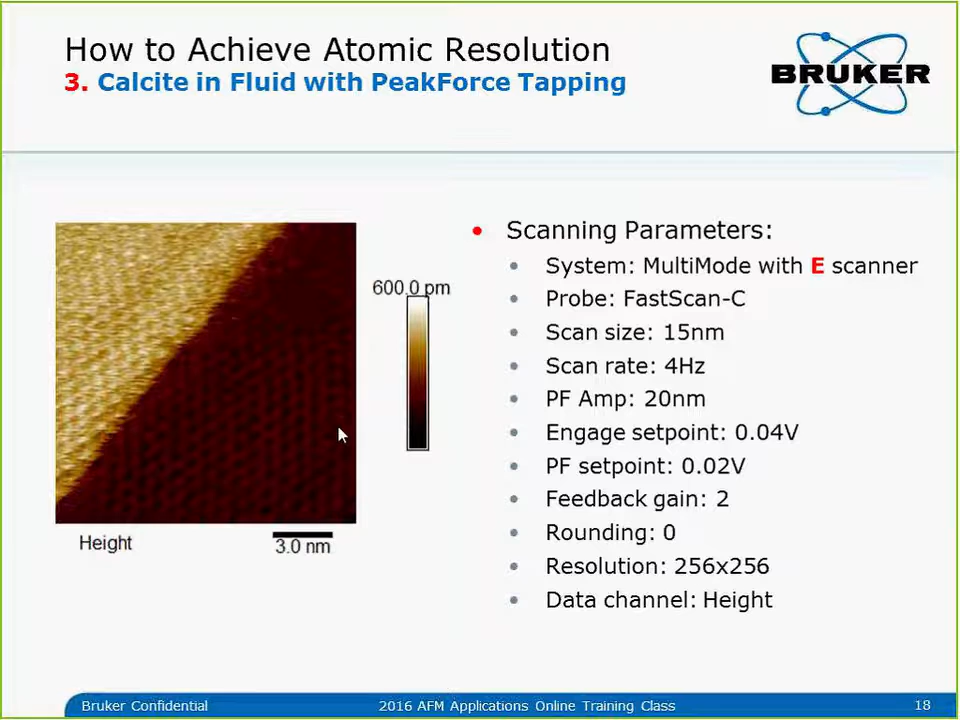 How to Achieve Atomic Resolution
3. Calcite in Fluid with PeakForce Tapping
BRUKER
• Scanning Parameters:
• System: MultiMode with E scanner
• Probe: FastScan-C
• Scan size: 15nm
• Scan rate: 4Hz
• PF Amp: 20nm
• Engage setpoint: 0.04V
• PF setpoint: 0.02V
• Feedback gain: 2
• Rounding: 0
• Resolution: 256x256
• Data channel: Height
600.0 pm
Height
3.0 nm
Bruker Confidential
2016 AFM Applications Online Training Class
18